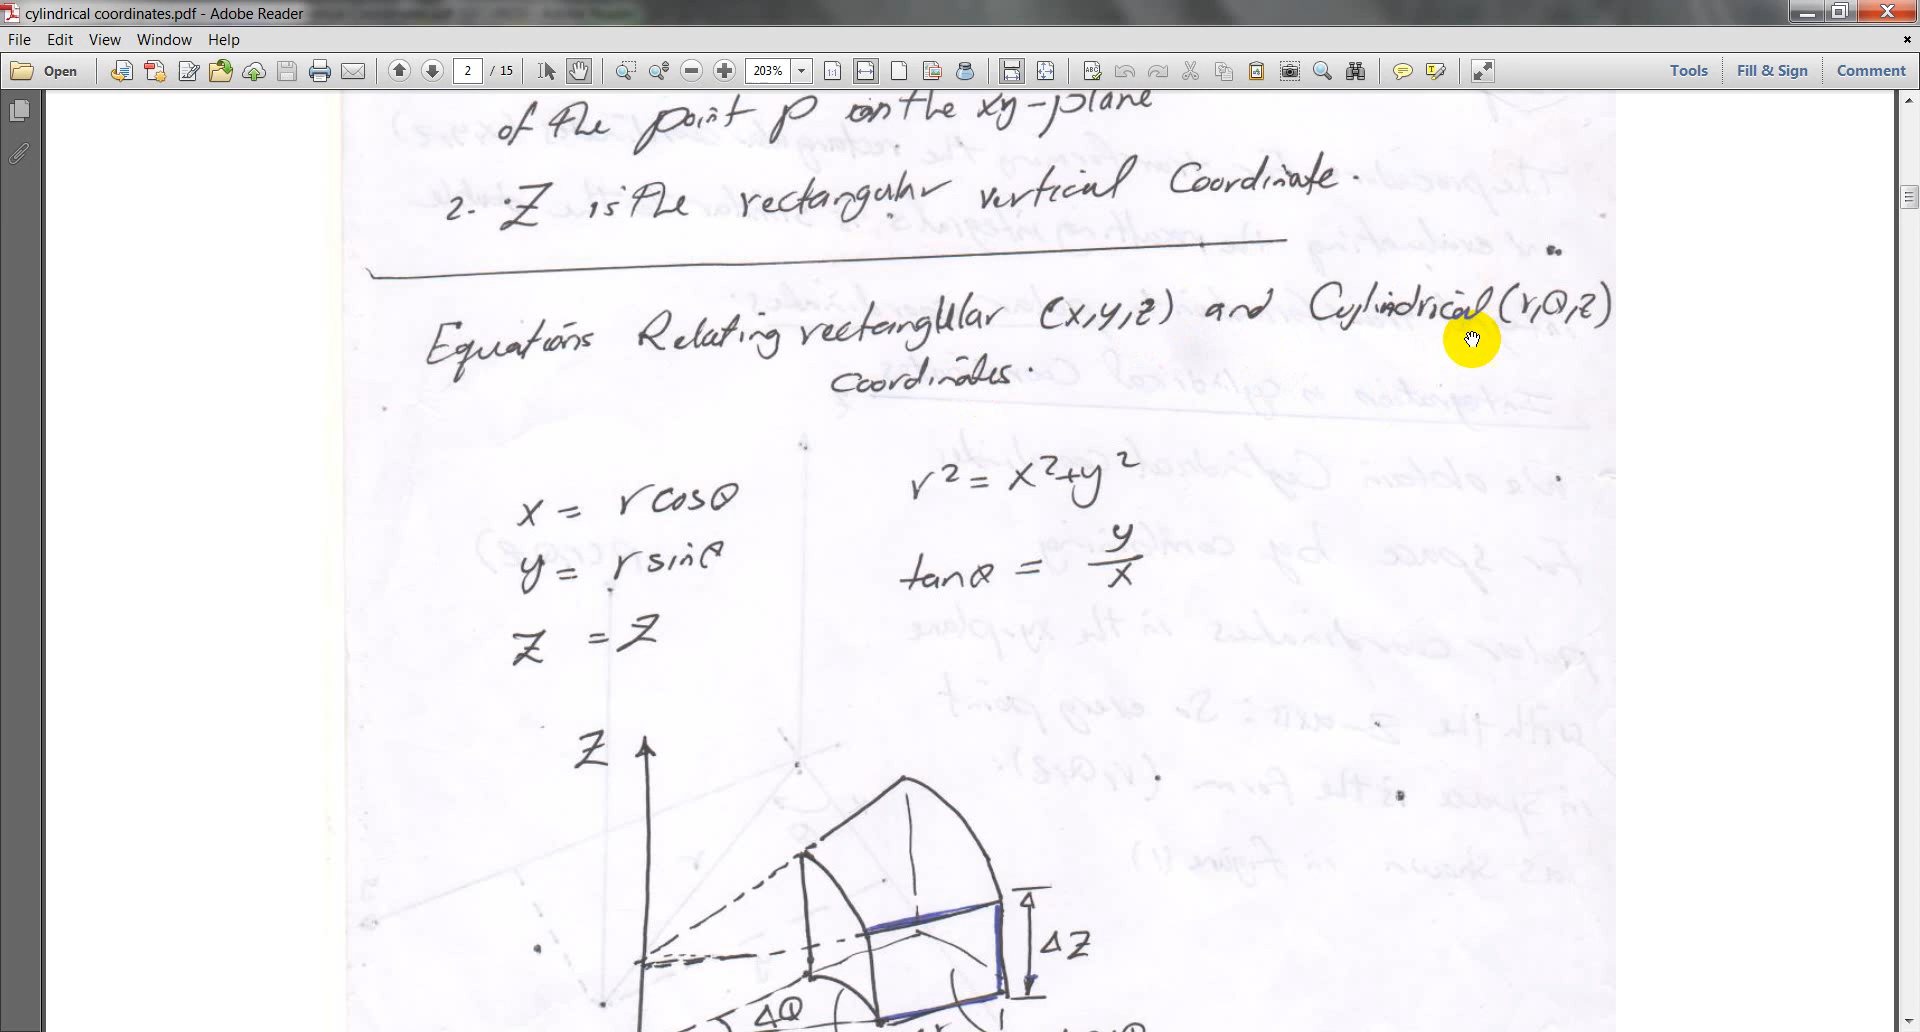 cylindrical coordinates.pdf - Adobe Reader
File Edit View Window Help
Open 2 / 15 203% Tools Fill & Sign Comment
of the point p on the xy-plane
2. Z is the rectangular vertical Coordinate.
Equations Relating rectangular (x,y,z) and Cylindrical (r,θ,z)
coordinates.
x = r cosθ
r² = x²+y²
y = r sinθ
tanθ = y/x
Z = Z
Z
ΔZ
Δθ